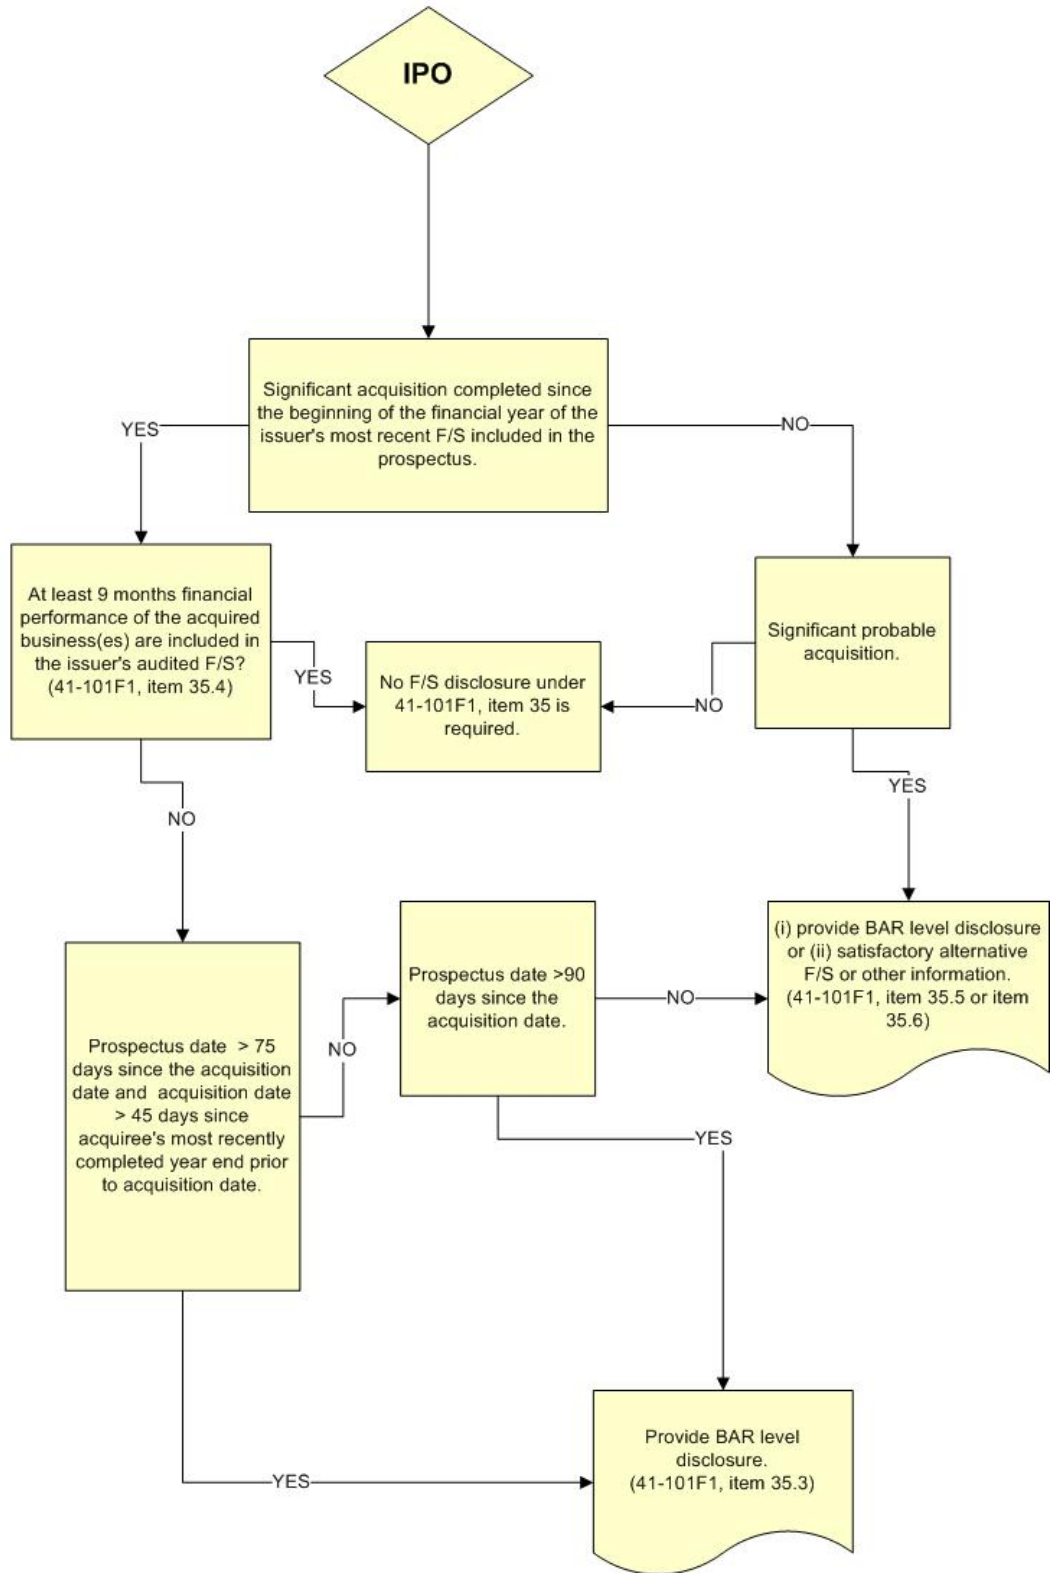 IPO
Significant acquisition completed since
the beginning of the financial year of the
issuer's most recent F/S included in the
prospectus.
YES
NO
At least 9 months financial
performance of the acquired
business(es) are included in
the issuer's audited F/S?
(41-101F1, item 35.4)
YES
No F/S disclosure under
41-101F1, item 35 is
required.
NO
Significant probable
acquisition.
YES
NO
Prospectus date > 75
days since the acquisition
date and acquisition date
> 45 days since
acquiree's most recently
completed year end prior
to acquisition date.
NO
Prospectus date >90
days since the
acquisition date.
NO
(i) provide BAR level disclosure
or (ii) satisfactory alternative
F/S or other information.
(41-101F1, item 35.5 or item
35.6)
YES
YES
Provide BAR level
disclosure.
(41-101F1, item 35.3)